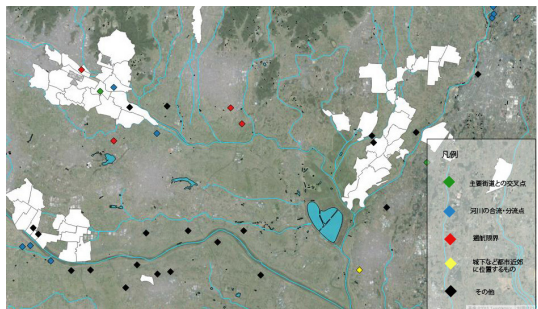 凡例
主要街道との交叉点
河川の合流・分流点
遡航限界
城下など都市近郊
に位置するもの
その他